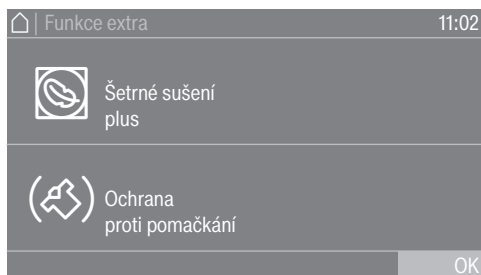 Funkce extra 11:02
Šetrné sušení
plus
Ochrana
proti pomačkání
OK